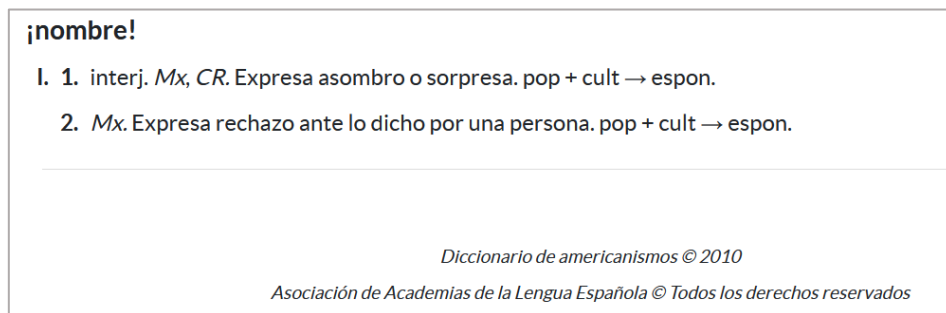 ¡nombre!
I. 1. interj. Mx, CR. Expresa asombro o sorpresa. pop + cult → espon.
2. Mx. Expresa rechazo ante lo dicho por una persona. pop + cult → espon.
Diccionario de americanismos © 2010
Asociación de Academias de la Lengua Española © Todos los derechos reservados